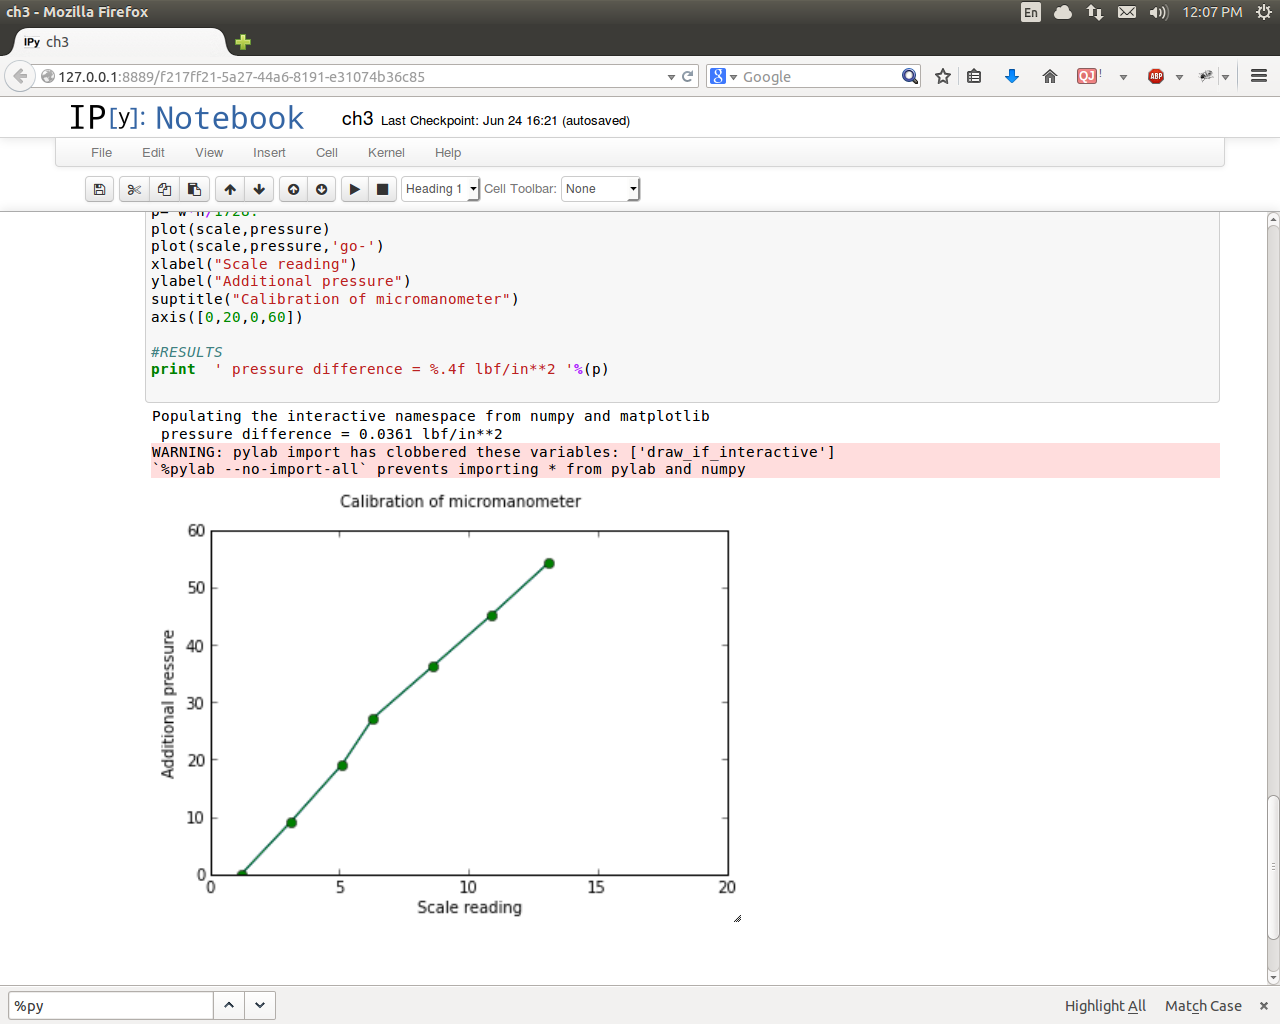 ch3 - Mozilla Firefox
En
12:07 PM
IPy ch3
127.0.0.1:8889/f217ff21-5a27-44a6-8191-e31074b36c85
Google
QJ !
ABP
IP[y]: Notebook
ch3 Last Checkpoint: Jun 24 16:21 (autosaved)
File Edit View Insert Cell Kernel Help
Heading 1 Cell Toolbar: None
p= w*h/1728.
plot(scale,pressure)
plot(scale,pressure,'go-')
xlabel("Scale reading")
ylabel("Additional pressure")
suptitle("Calibration of micromanometer")
axis([0,20,0,60])
#RESULTS
print ' pressure difference = %.4f lbf/in**2 '%(p)
Populating the interactive namespace from numpy and matplotlib
pressure difference = 0.0361 lbf/in**2
WARNING: pylab import has clobbered these variables: ['draw_if_interactive']
`%pylab --no-import-all` prevents importing * from pylab and numpy
Calibration of micromanometer
60
50
40
30
20
10
0
Additional pressure
0 5 10 15 20
Scale reading
%py
Highlight All Match Case